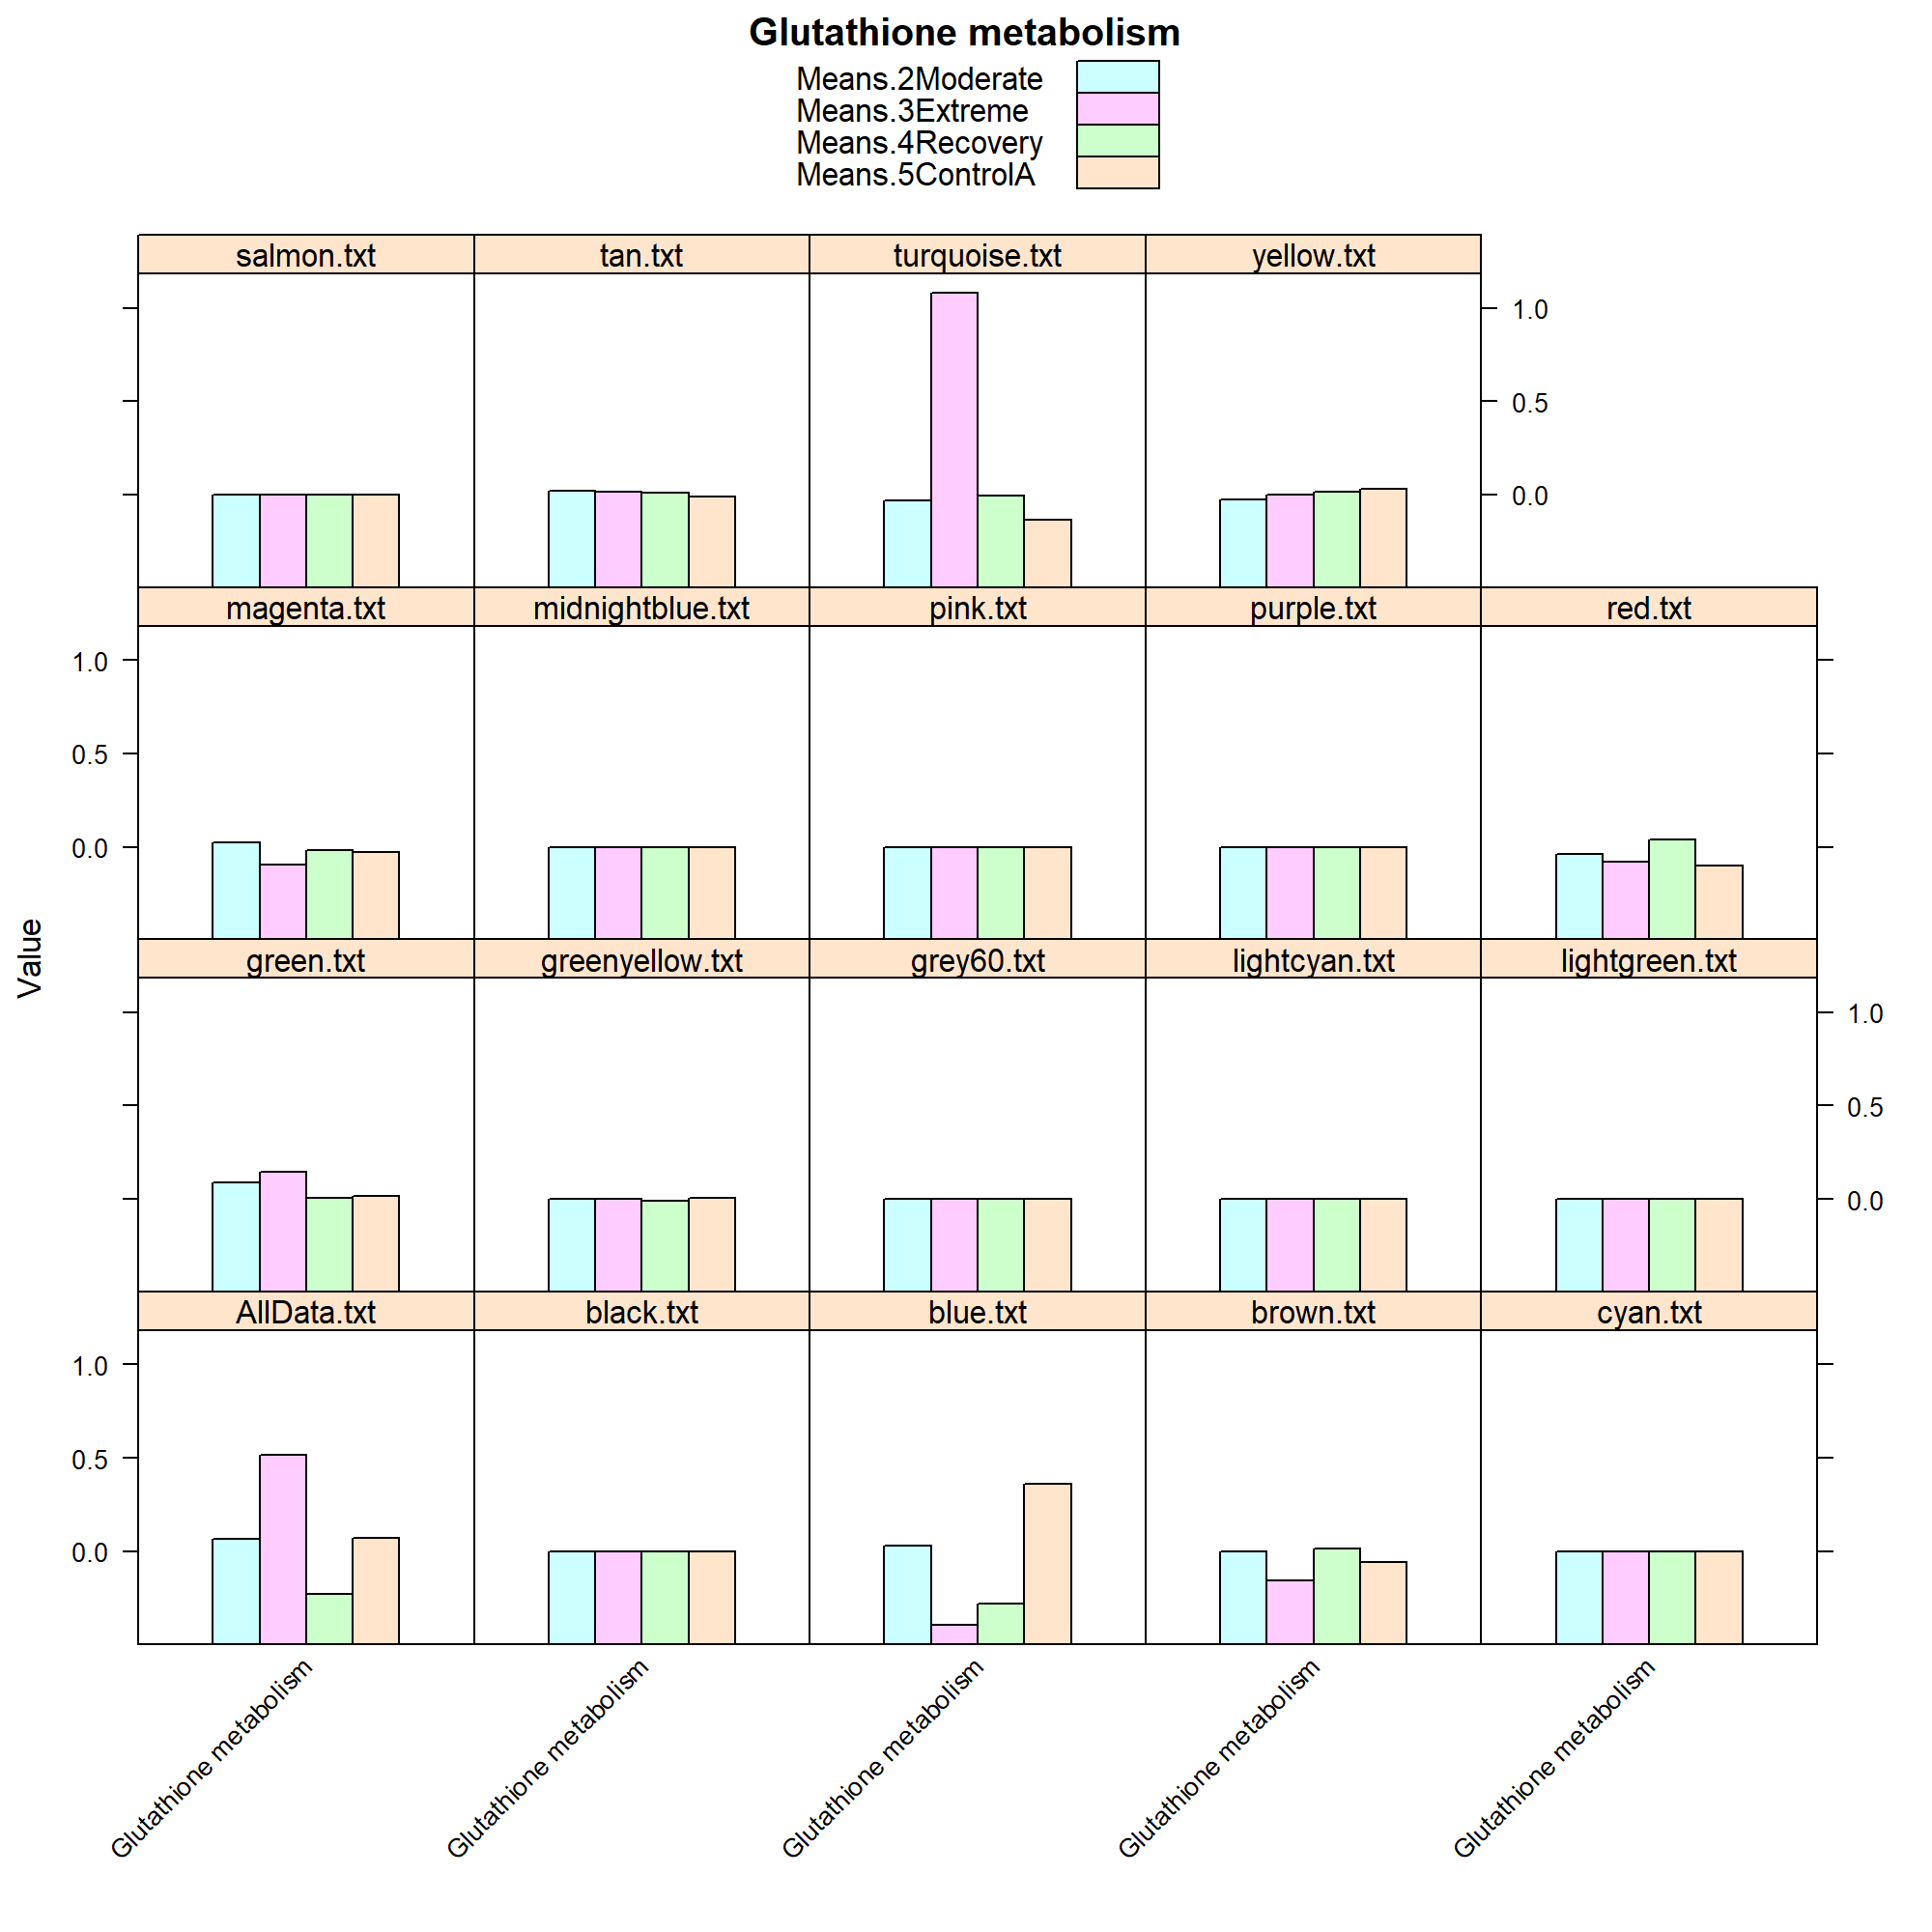 Glutathione metabolism
Means.2Moderate
Means.3Extreme
Means.4Recovery
Means.5ControlA
salmon.txt tan.txt turquoise.txt yellow.txt
1.0
0.5
0.0
magenta.txt midnightblue.txt pink.txt purple.txt red.txt
1.0
0.5
0.0
Value
green.txt greenyellow.txt grey60.txt lightcyan.txt lightgreen.txt
1.0
0.5
0.0
AllData.txt black.txt blue.txt brown.txt cyan.txt
1.0
0.5
0.0
Glutathione metabolism
Glutathione metabolism
Glutathione metabolism
Glutathione metabolism
Glutathione metabolism